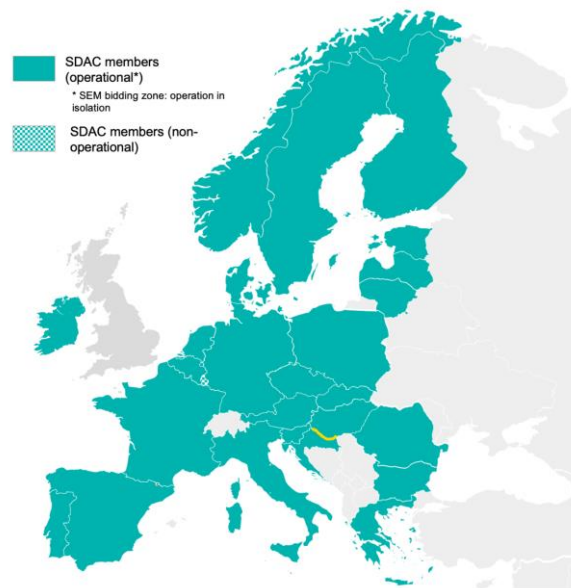 SDAC members
(operational*)
* SEM bidding zone: operation in
isolation
SDAC members (non-
operational)